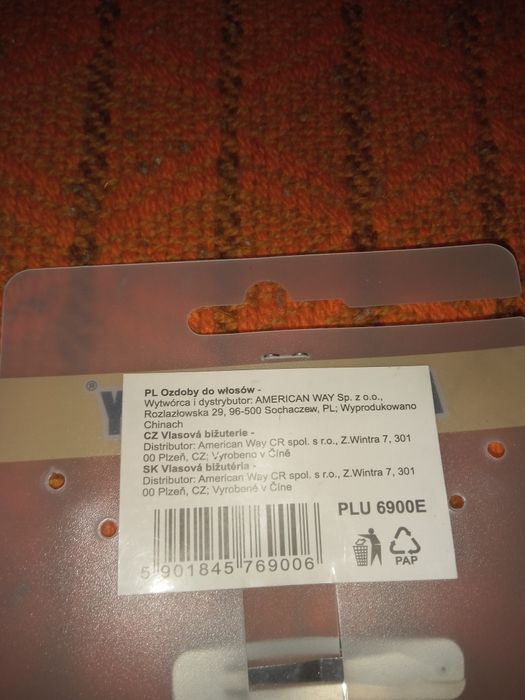 ®
PL Ozdoby do włosów -
Wytwórca i dystrybutor: AMERICAN WAY Sp. z o.o.,
Rozlazłowska 29, 96-500 Sochaczew, PL; Wyprodukowano
Chinach
CZ Vlasová bižuterie -
Distributor: American Way CR spol. s r.o., Z.Wintra 7, 301
00 Plzeň, CZ; Vyrobeno v Číně
SK Vlasová bižutéria -
Distributor: American Way CR spol. s r.o., Z.Wintra 7, 301
00 Plzeň, CZ; Vyrobené v Číne
PLU 6900E
5 901845 769006
PAP